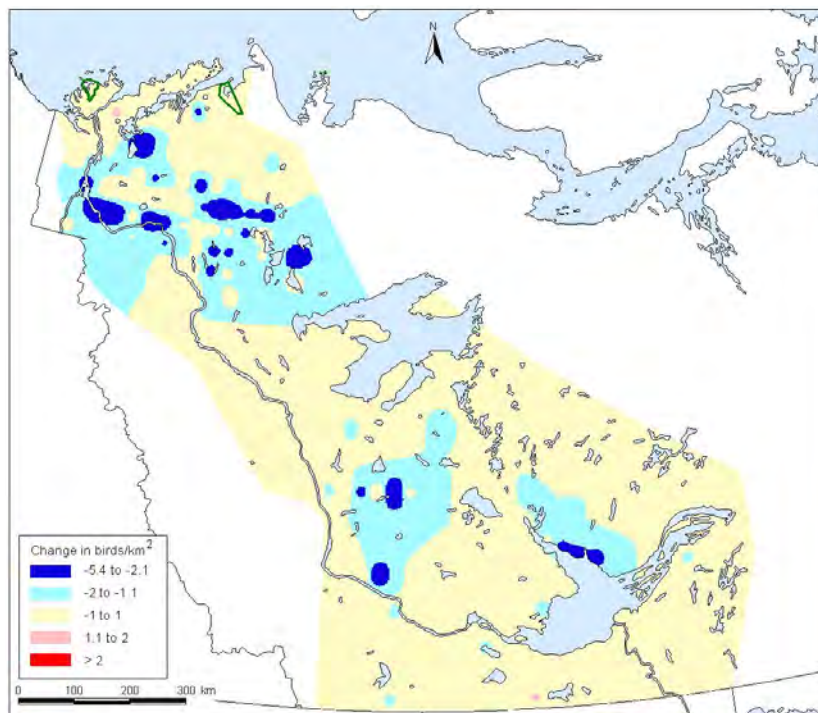 N
Change in birds/km2
-5.4 to -2.1
-2 to -1.1
-1 to 1
1.1 to 2
> 2
0 100 200 300 km